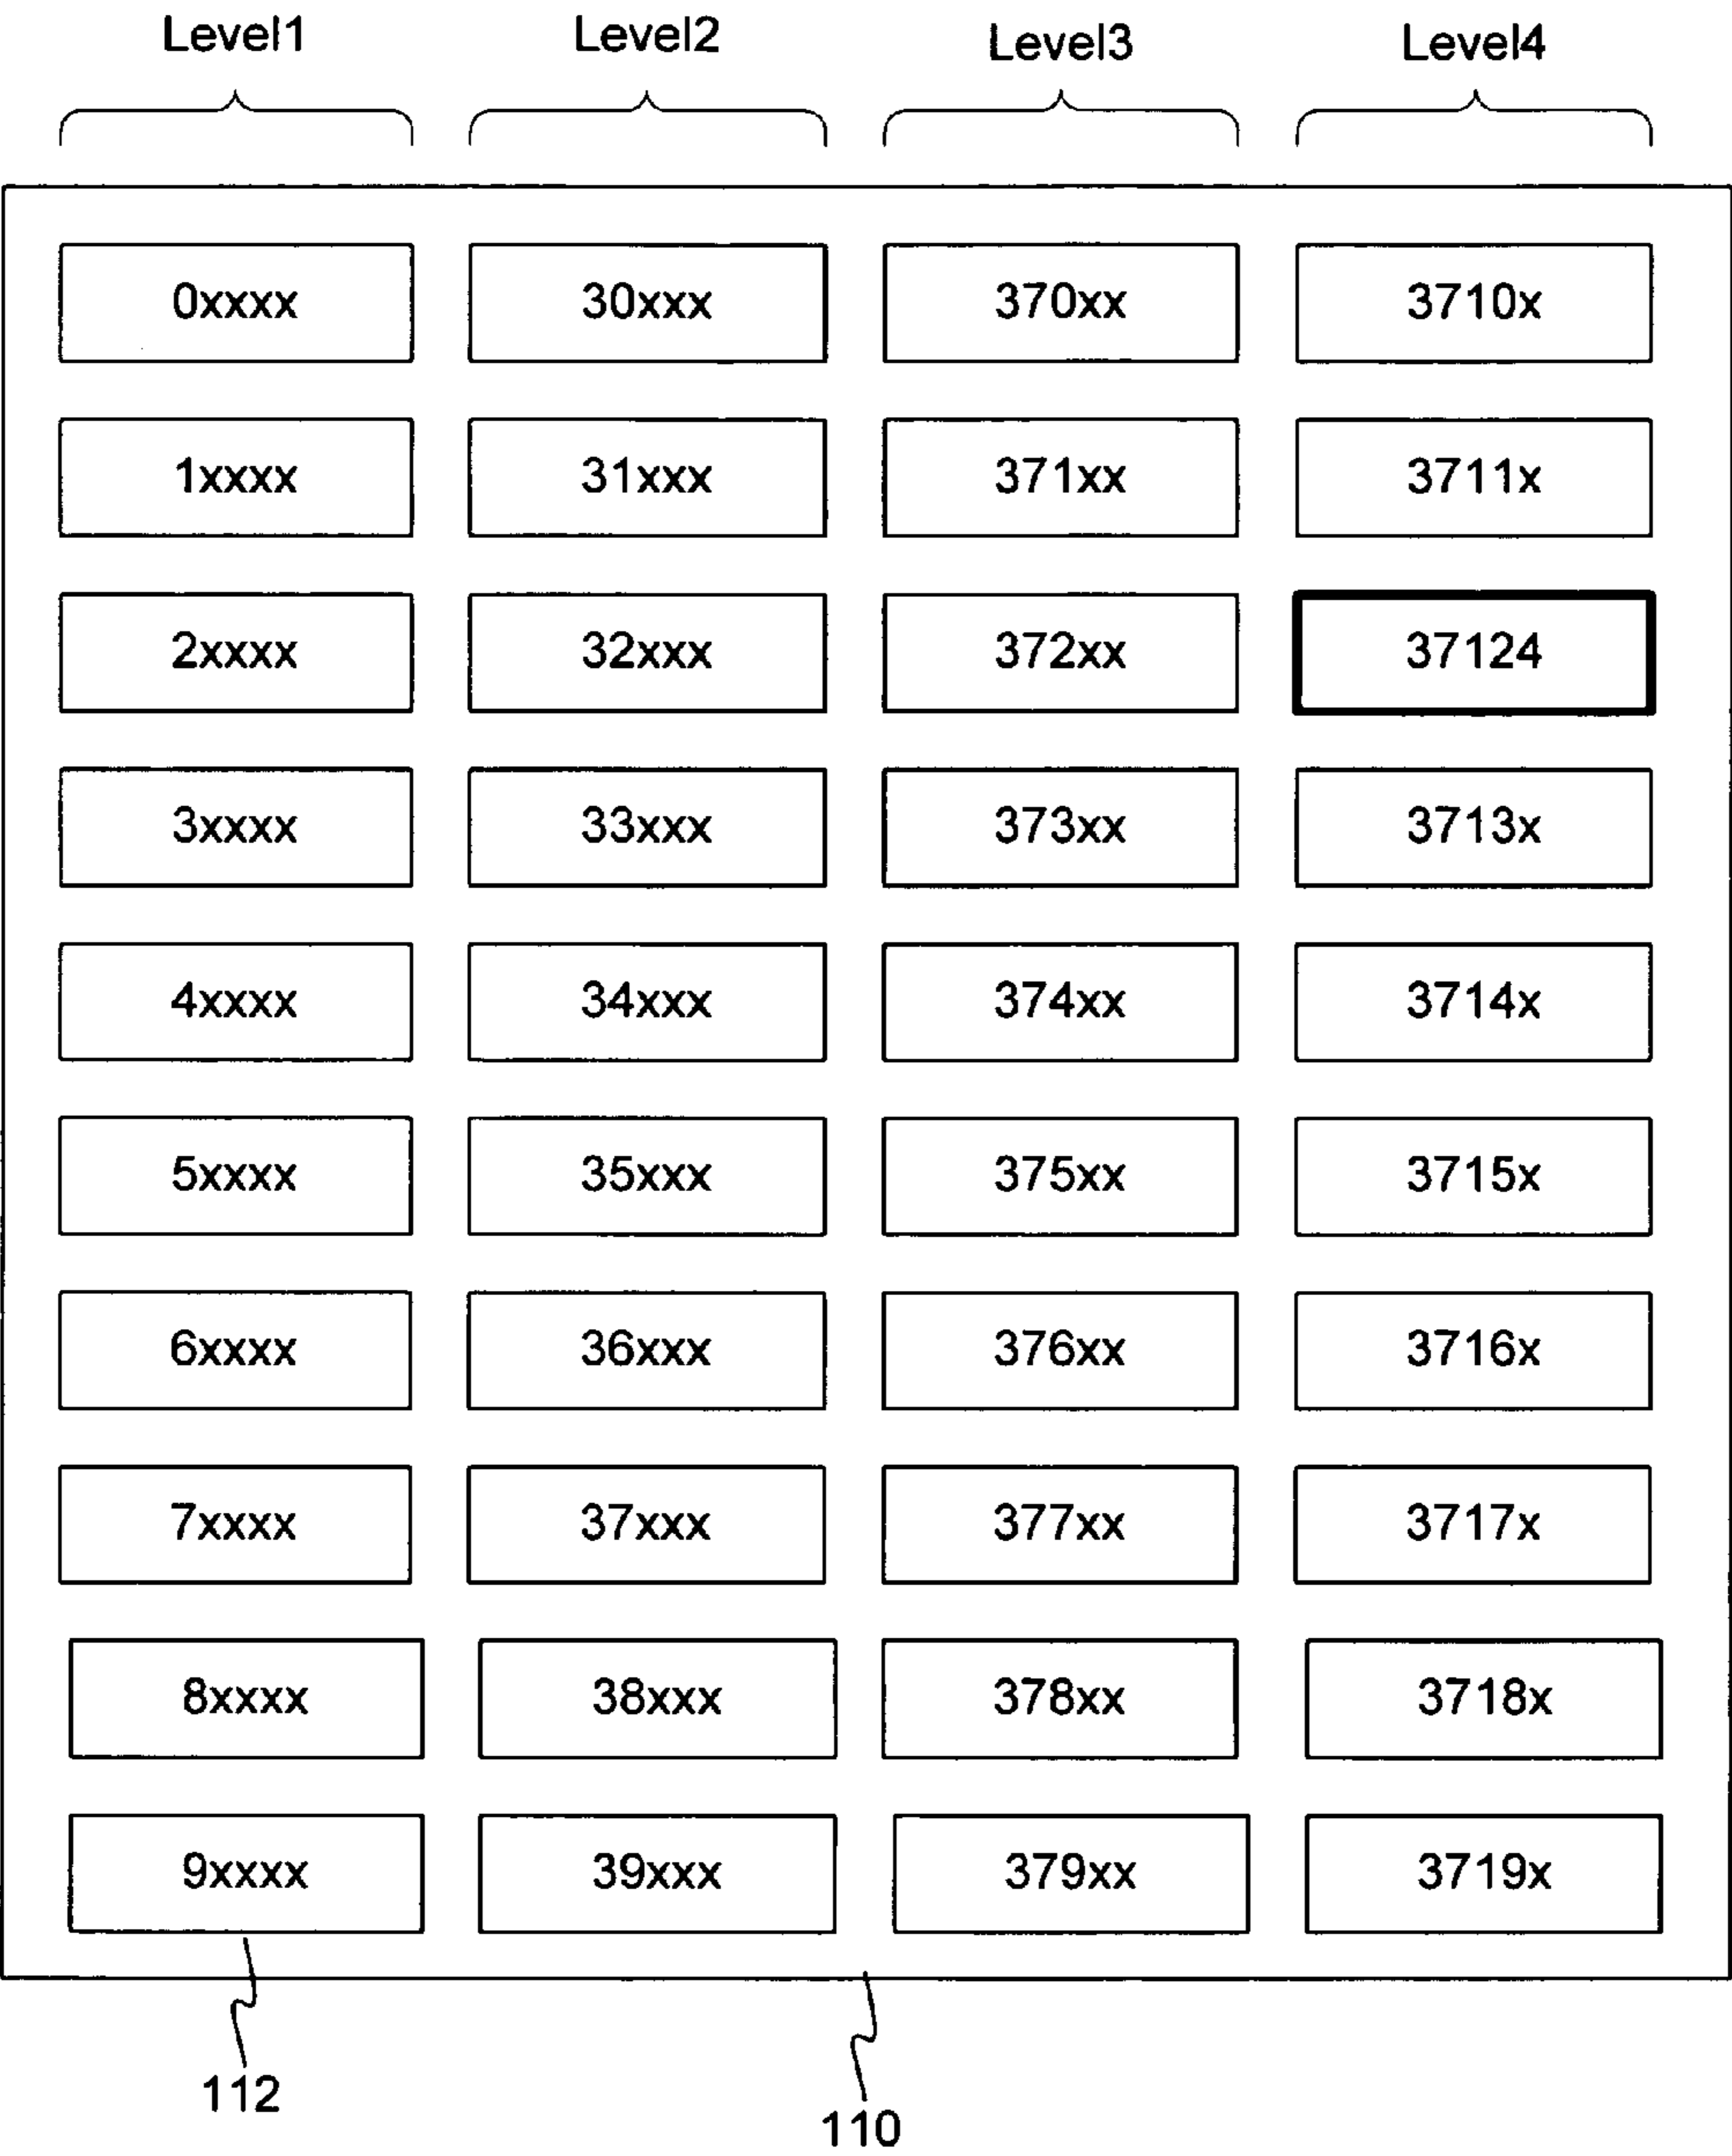 Level1 Level2 Level3 Level4
0xxxx 30xxx 370xx 3710x
1xxxx 31xxx 371xx 3711x
2xxxx 32xxx 372xx 37124
3xxxx 33xxx 373xx 3713x
4xxxx 34xxx 374xx 3714x
5xxxx 35xxx 375xx 3715x
6xxxx 36xxx 376xx 3716x
7xxxx 37xxx 377xx 3717x
8xxxx 38xxx 378xx 3718x
9xxxx 39xxx 379xx 3719x
112
110